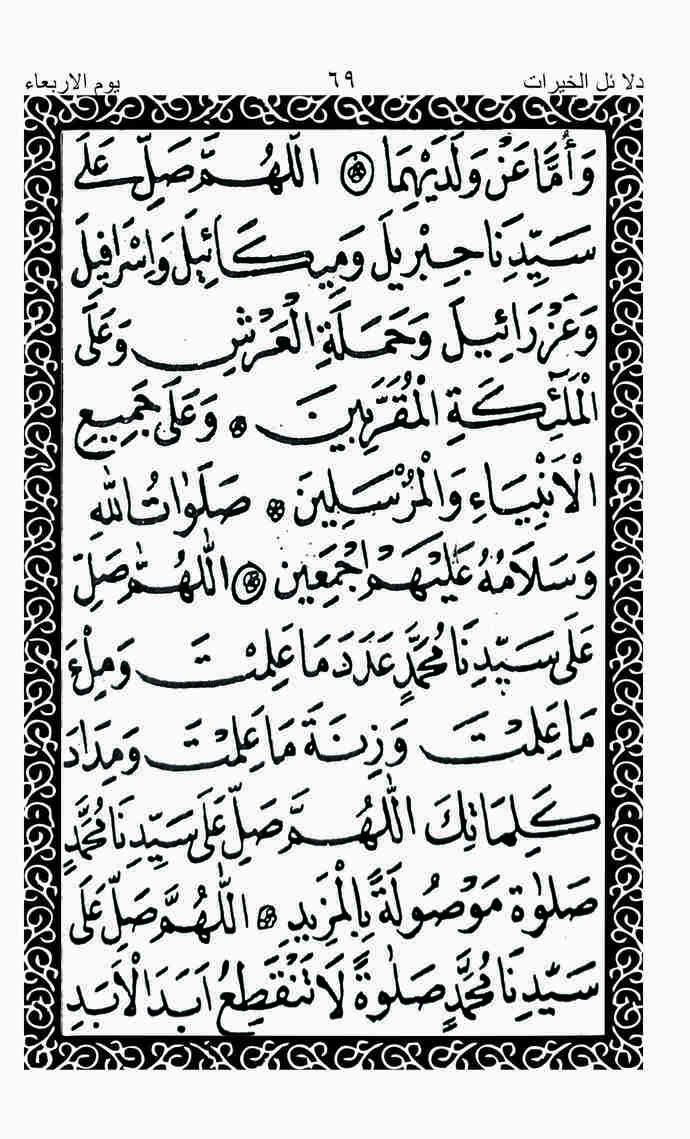 دلا ئل الخيرات ٦٩ يوم الاربعاء
وَأُمَّا عَنْ وَلَدَيْهِمَا ۞ اَللّٰهُمَّ صَلِّ عَلٰى
سَيِّدِنَا جِبْرِيلَ وَمِيكَائِيلَ وَاِسْرَافِيلَ
وَعَزْرَائِيلَ وَحَمَلَةِ الْعَرْشِ وَعَلَى
الْمَلٰٓئِكَةِ الْمُقَرَّبِينَ ۞ وَعَلَى جَمِيعِ
الْاَنْبِيَاءِ وَالْمُرْسَلِينَ ۞ صَلَوَاتُ اللّٰهِ
وَسَلَامُهُ عَلَيْهِمْ اَجْمَعِين ۞ اَللّٰهُمَّ صَلِّ
عَلَى سَيِّدِنَا مُحَمَّدٍ عَدَدَ مَا عَلِمْتَ وَمِلْءَ
مَا عَلِمْتَ وَزِنَةَ مَا عَلِمْتَ وَمِدَادَ
كَلِمَاتِكَ اَللّٰهُمَّ صَلِّ عَلَى سَيِّدِنَا مُحَمَّدٍ
صَلٰوةً مَوْصُولَةً بِالْمَزِيدِ ۞ اَللّٰهُمَّ صَلِّ عَلَى
سَيِّدِنَا مُحَمَّدٍ صَلٰوةً لَا تَنْقَطِعُ اَبَدَ الْاَبَدِ